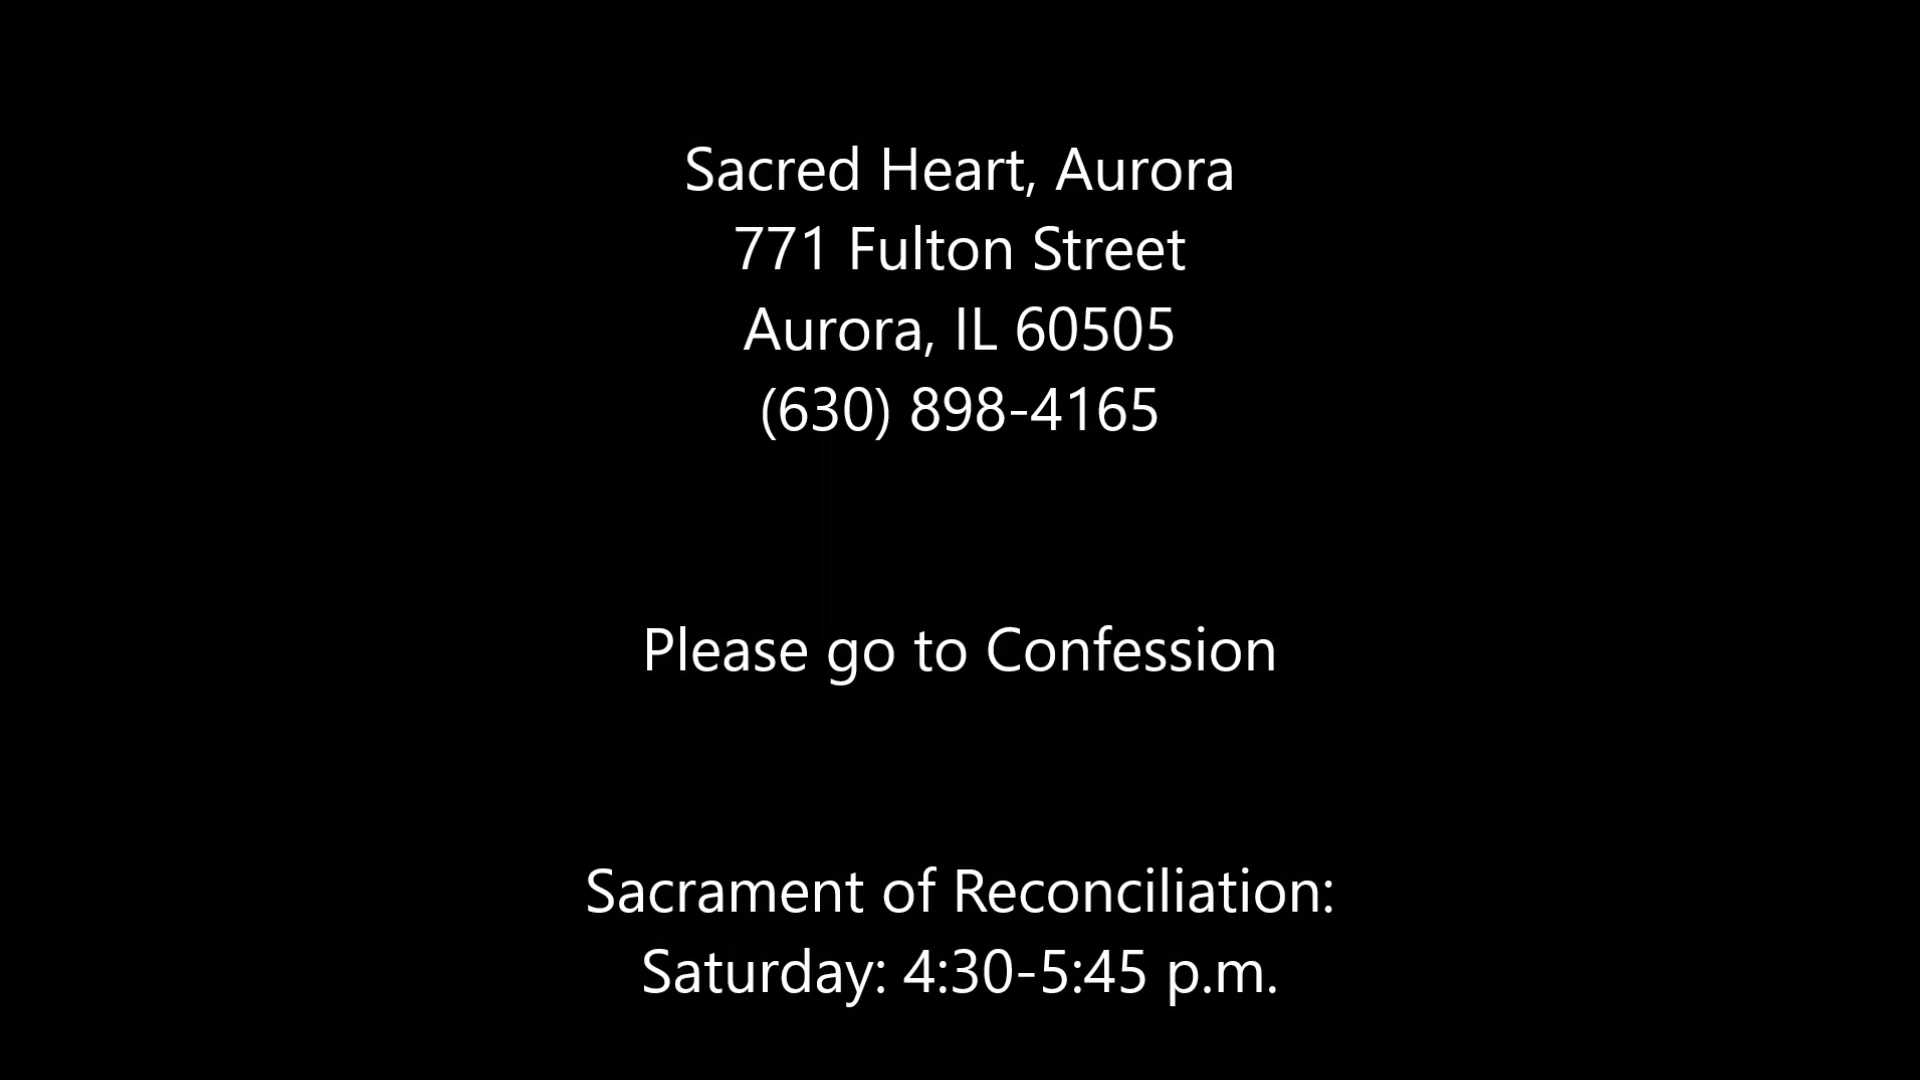 Sacred Heart, Aurora
771 Fulton Street
Aurora, IL 60505
(630) 898-4165
Please go to Confession
Sacrament of Reconciliation:
Saturday: 4:30-5:45 p.m.